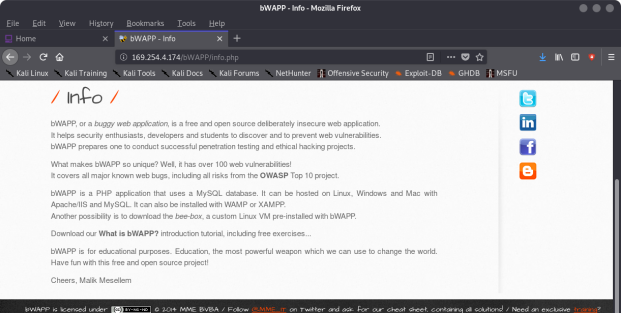 bWAPP - Info - Mozilla Firefox
File Edit View History Bookmarks Tools Help
Home bWAPP - Info
169.254.4.174/bWAPP/info.php
Kali Linux Kali Training Kali Tools Kali Docs Kali Forums NetHunter Offensive Security Exploit-DB GHDB MSFU
/ Info /
bWAPP, or a buggy web application, is a free and open source deliberately insecure web application.
It helps security enthusiasts, developers and students to discover and to prevent web vulnerabilities.
bWAPP prepares one to conduct successful penetration testing and ethical hacking projects.
What makes bWAPP so unique? Well, it has over 100 web vulnerabilities!
It covers all major known web bugs, including all risks from the OWASP Top 10 project.
bWAPP is a PHP application that uses a MySQL database. It can be hosted on Linux, Windows and Mac with
Apache/IIS and MySQL. It can also be installed with WAMP or XAMPP.
Another possibility is to download the bee-box, a custom Linux VM pre-installed with bWAPP.
Download our What is bWAPP? introduction tutorial, including free exercises...
bWAPP is for educational purposes. Education, the most powerful weapon which we can use to change the world.
Have fun with this free and open source project!
Cheers, Malik Mesellem
bWAPP is licensed under BY-NC-ND © 2014 MME BVBA / Follow @MME_IT on Twitter and ask for our cheat sheet, containing all solutions! / Need an exclusive training?